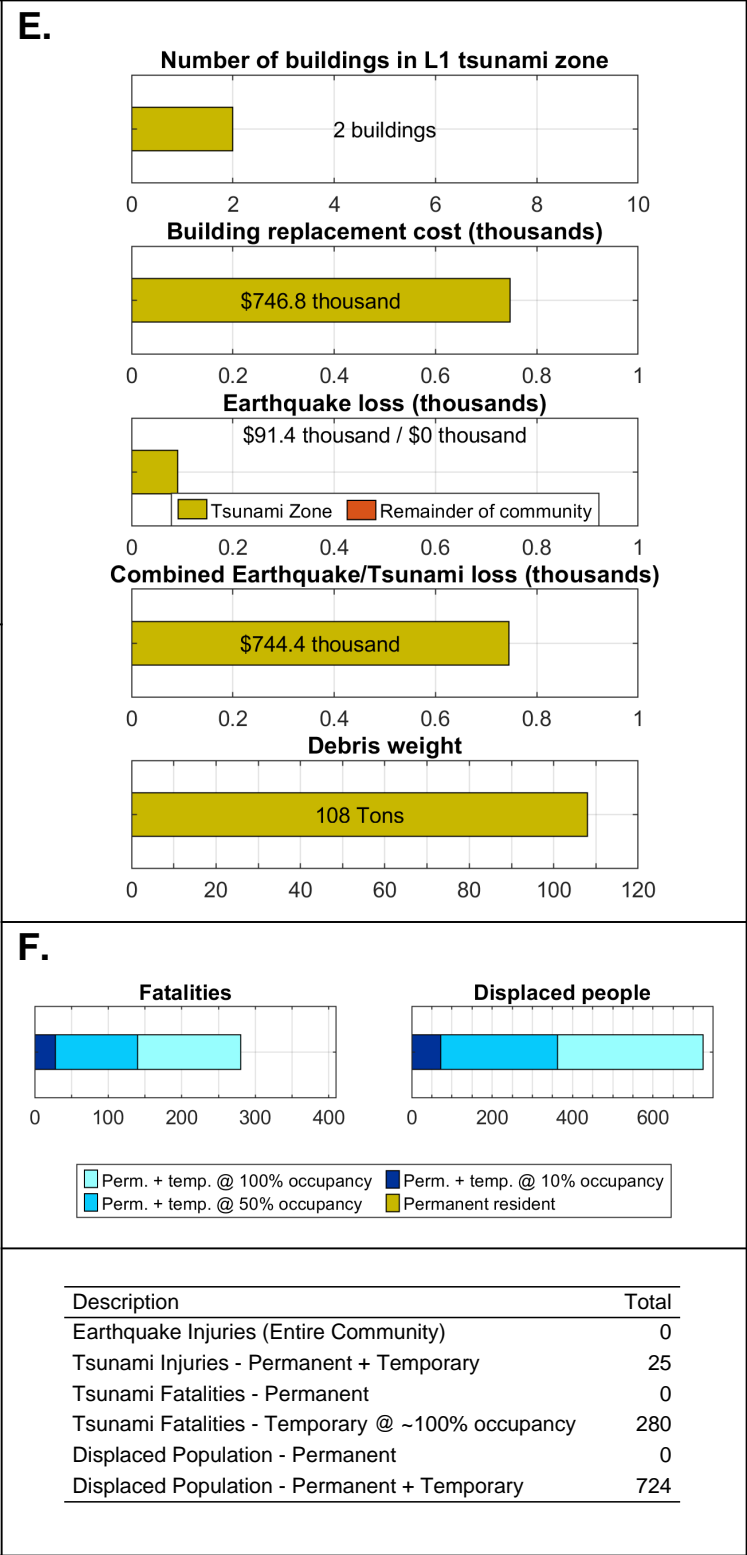 E.
Number of buildings in L1 tsunami zone
2 buildings
0 2 4 6 8 10
Building replacement cost (thousands)
$746.8 thousand
0 0.2 0.4 0.6 0.8 1
Earthquake loss (thousands)
$91.4 thousand / $0 thousand
Tsunami Zone Remainder of community
0 0.2 0.4 0.6 0.8 1
Combined Earthquake/Tsunami loss (thousands)
$744.4 thousand
0 0.2 0.4 0.6 0.8 1
Debris weight
108 Tons
0 20 40 60 80 100 120
F.
Fatalities Displaced people
0 100 200 300 400 0 200 400 600
Perm. + temp. @ 100% occupancy Perm. + temp. @ 10% occupancy
Perm. + temp. @ 50% occupancy Permanent resident
Description Total
Earthquake Injuries (Entire Community) 0
Tsunami Injuries - Permanent + Temporary 25
Tsunami Fatalities - Permanent 0
Tsunami Fatalities - Temporary @ ~100% occupancy 280
Displaced Population - Permanent 0
Displaced Population - Permanent + Temporary 724